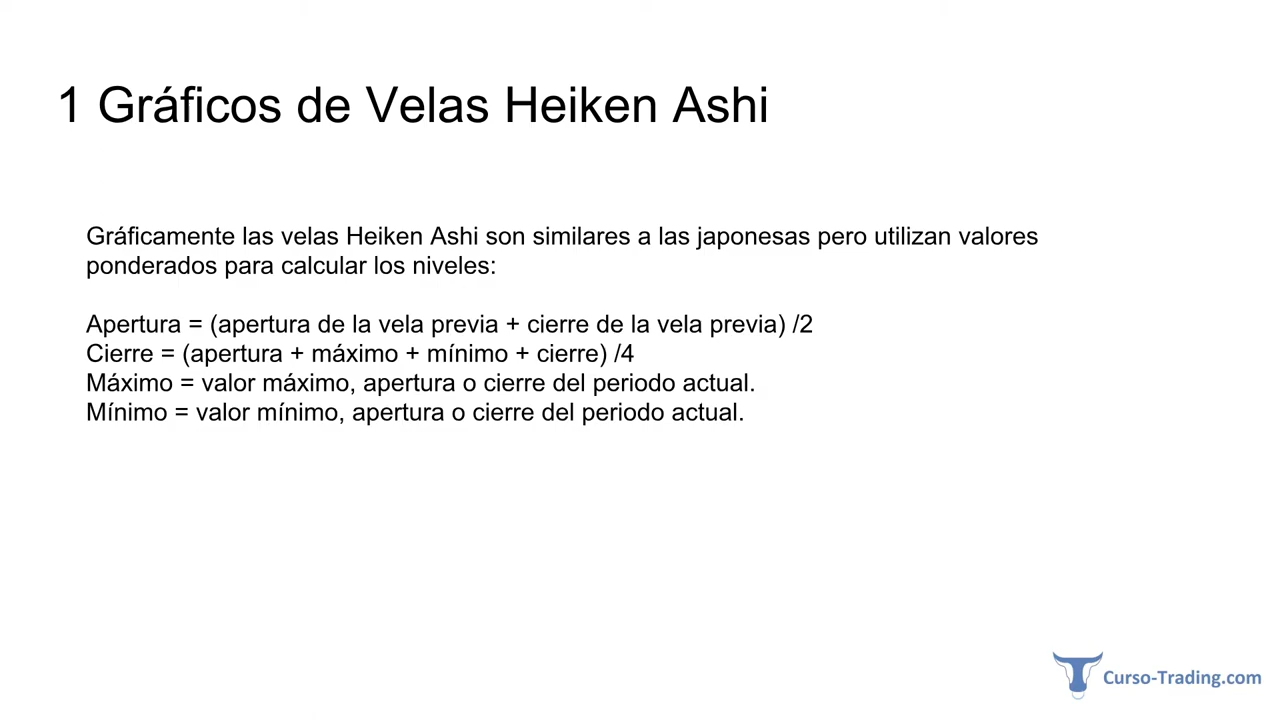 1 Gráficos de Velas Heiken Ashi
Gráficamente las velas Heiken Ashi son similares a las japonesas pero utilizan valores
ponderados para calcular los niveles:
Apertura = (apertura de la vela previa + cierre de la vela previa) /2
Cierre = (apertura + máximo + mínimo + cierre) /4
Máximo = valor máximo, apertura o cierre del periodo actual.
Mínimo = valor mínimo, apertura o cierre del periodo actual.
Curso-Trading.com